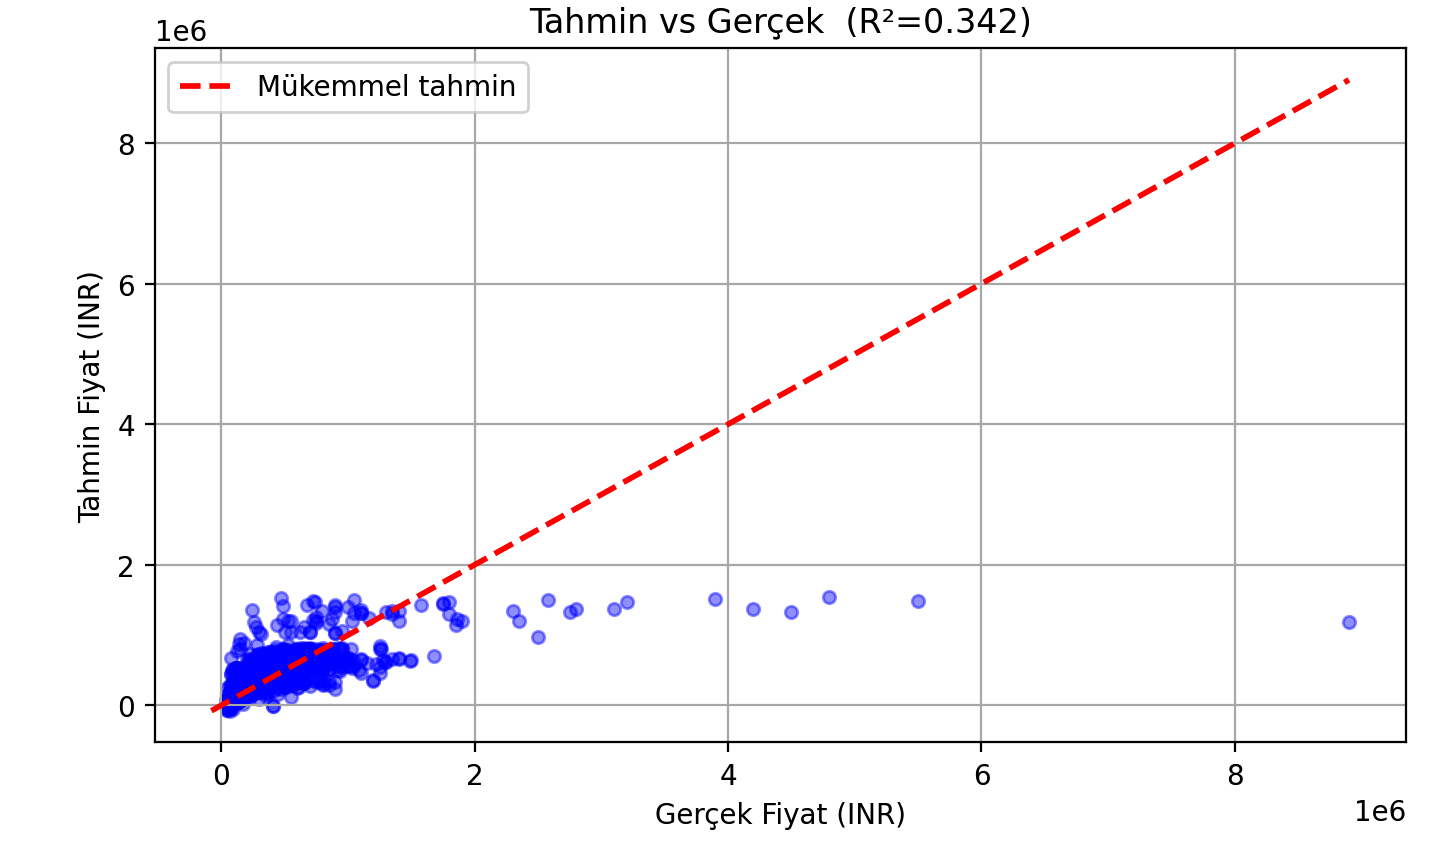 Tahmin vs Gerçek  (R²=0.342)
1e6
Mükemmel tahmin
8
6
4
2
0
Tahmin Fiyat (INR)
0 2 4 6 8
Gerçek Fiyat (INR)
1e6